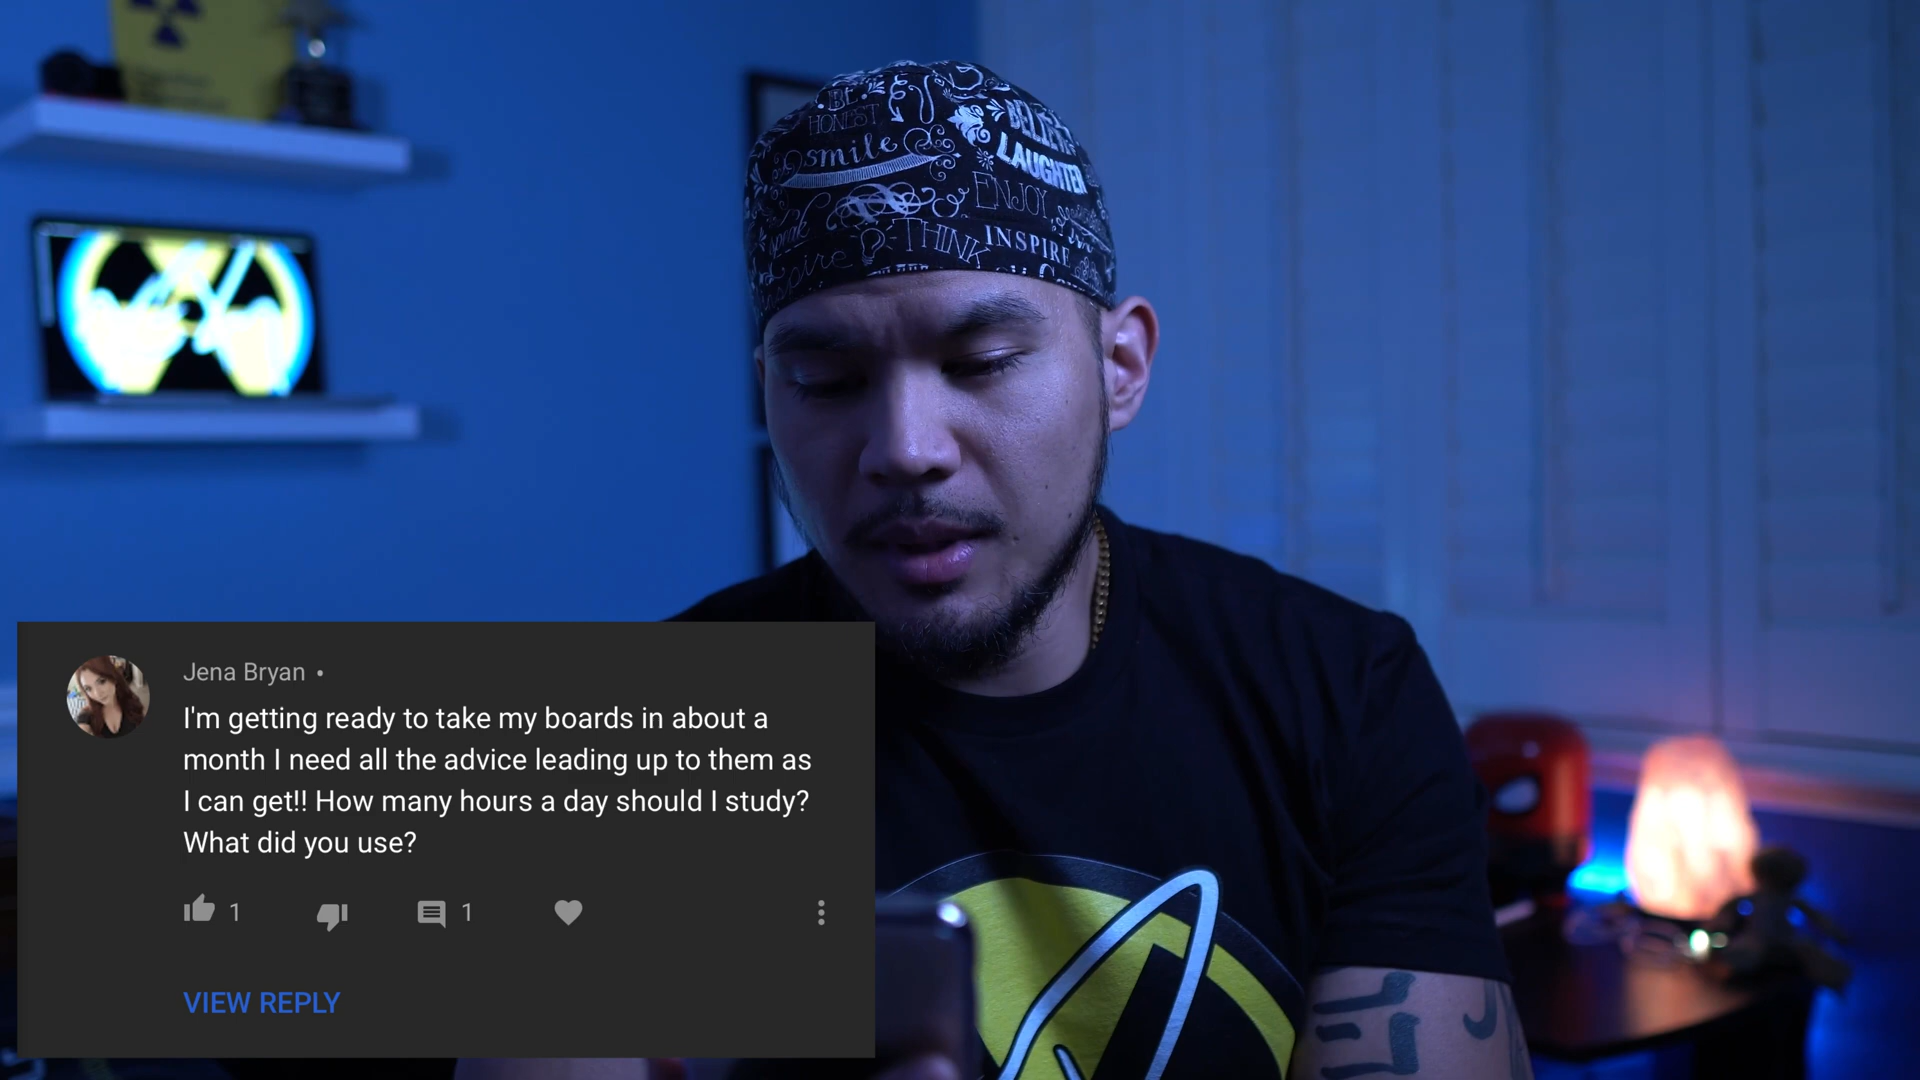 BE
HONEST
smile
BELIEVE
LAUGHTER
ENJOY
speak
THINK
INSPIRE
Jena Bryan •
I'm getting ready to take my boards in about a
month I need all the advice leading up to them as
I can get!! How many hours a day should I study?
What did you use?
1
1
VIEW REPLY